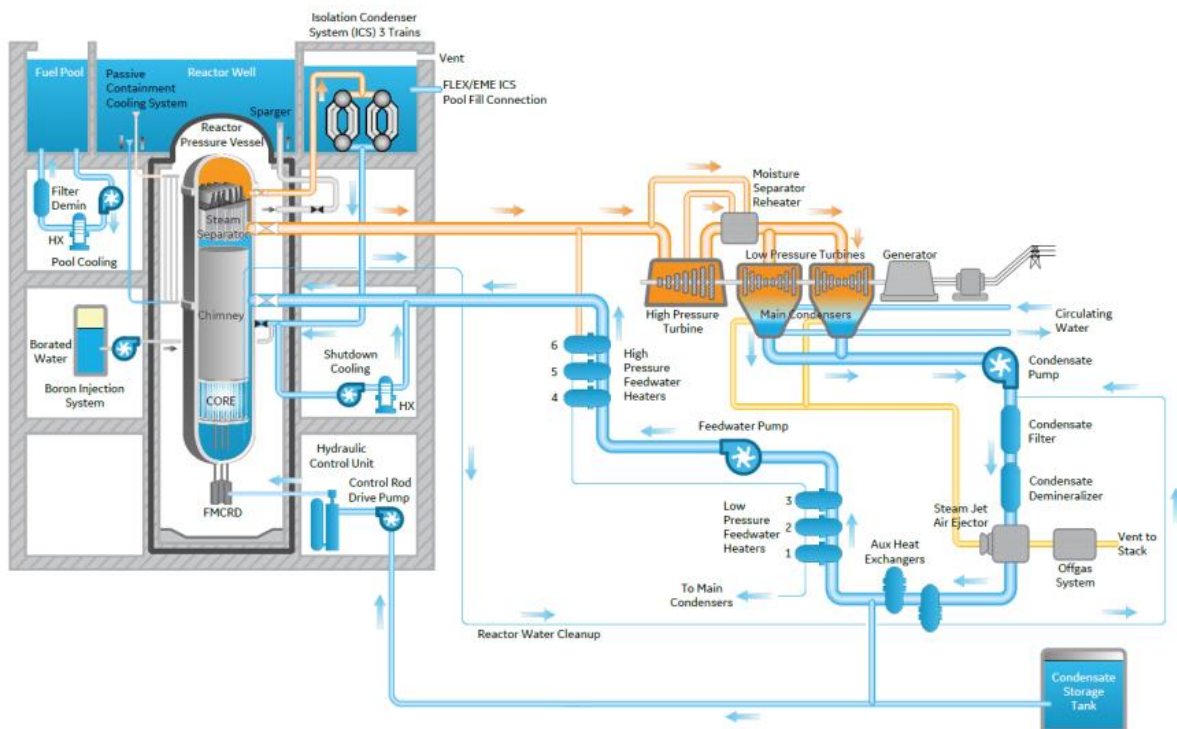 Isolation Condenser
System (ICS) 3 Trains
Fuel Pool
Passive
Containment
Cooling System
Reactor Well
Vent
FLEX/EME ICS
Pool Fill Connection
Sparger
Reactor
Pressure Vessel
Filter
Demin
HX
Pool Cooling
Steam
Separator
Moisture
Separator
Reheater
Low Pressure Turbines
Generator
High Pressure
Turbine
Main Condensers
Circulating
Water
Chimney
Borated
Water
Boron Injection
System
Shutdown
Cooling
HX
6
5
4
High
Pressure
Feedwater
Heaters
Condensate
Pump
CORE
Feedwater Pump
Condensate
Filter
Hydraulic
Control Unit
Control Rod
Drive Pump
FMCRD
Condensate
Demineralizer
3
2
1
Low
Pressure
Feedwater
Heaters
Steam Jet
Air Ejector
Aux Heat
Exchangers
Offgas
System
Vent to
Stack
To Main
Condensers
Reactor Water Cleanup
Condensate
Storage
Tank